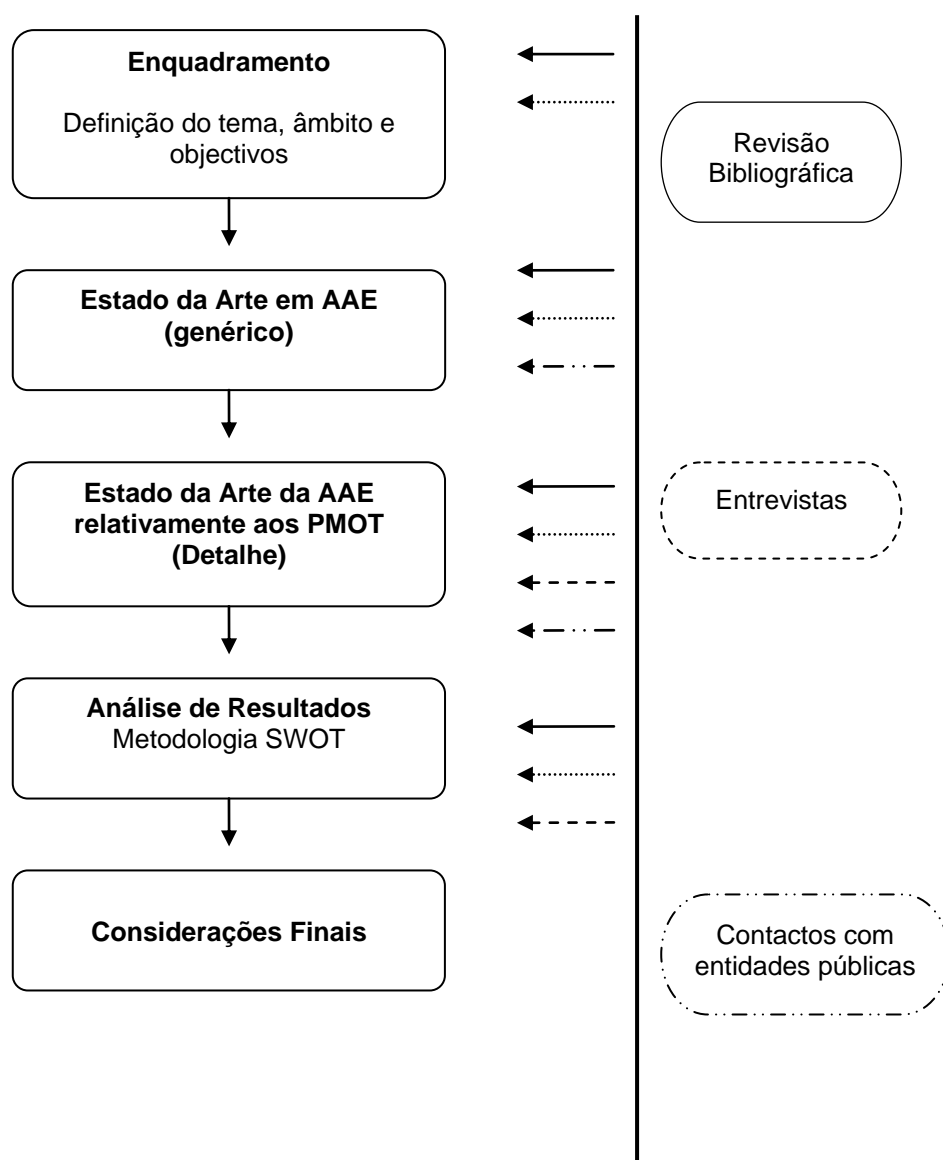 Enquadramento
Definição do tema, âmbito e
objectivos
Estado da Arte em AAE
(genérico)
Estado da Arte da AAE
relativamente aos PMOT
(Detalhe)
Análise de Resultados
Metodologia SWOT
Considerações Finais
Revisão
Bibliográfica
Entrevistas
Contactos com
entidades públicas